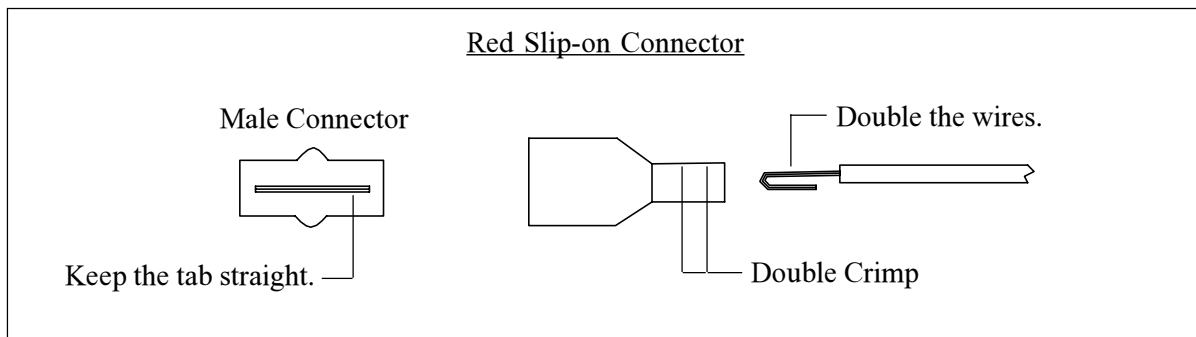 Red Slip-on Connector
Male Connector
Double the wires.
Keep the tab straight.
Double Crimp